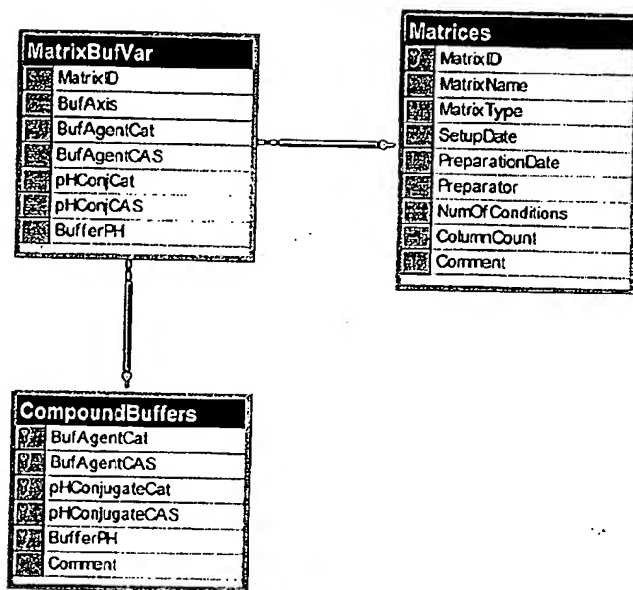 MatrixBufVar
MatrixID
BufAxis
BufAgentCat
BufAgentCAS
pHConjCat
pHConjCAS
BufferPH
Matrices
MatrixID
MatrixName
MatrixType
SetupDate
PreparationDate
Preparator
NumOfConditions
ColumnCount
Comment
CompoundBuffers
BufAgentCat
BufAgentCAS
pHConjugateCat
pHConjugateCAS
BufferPH
Comment